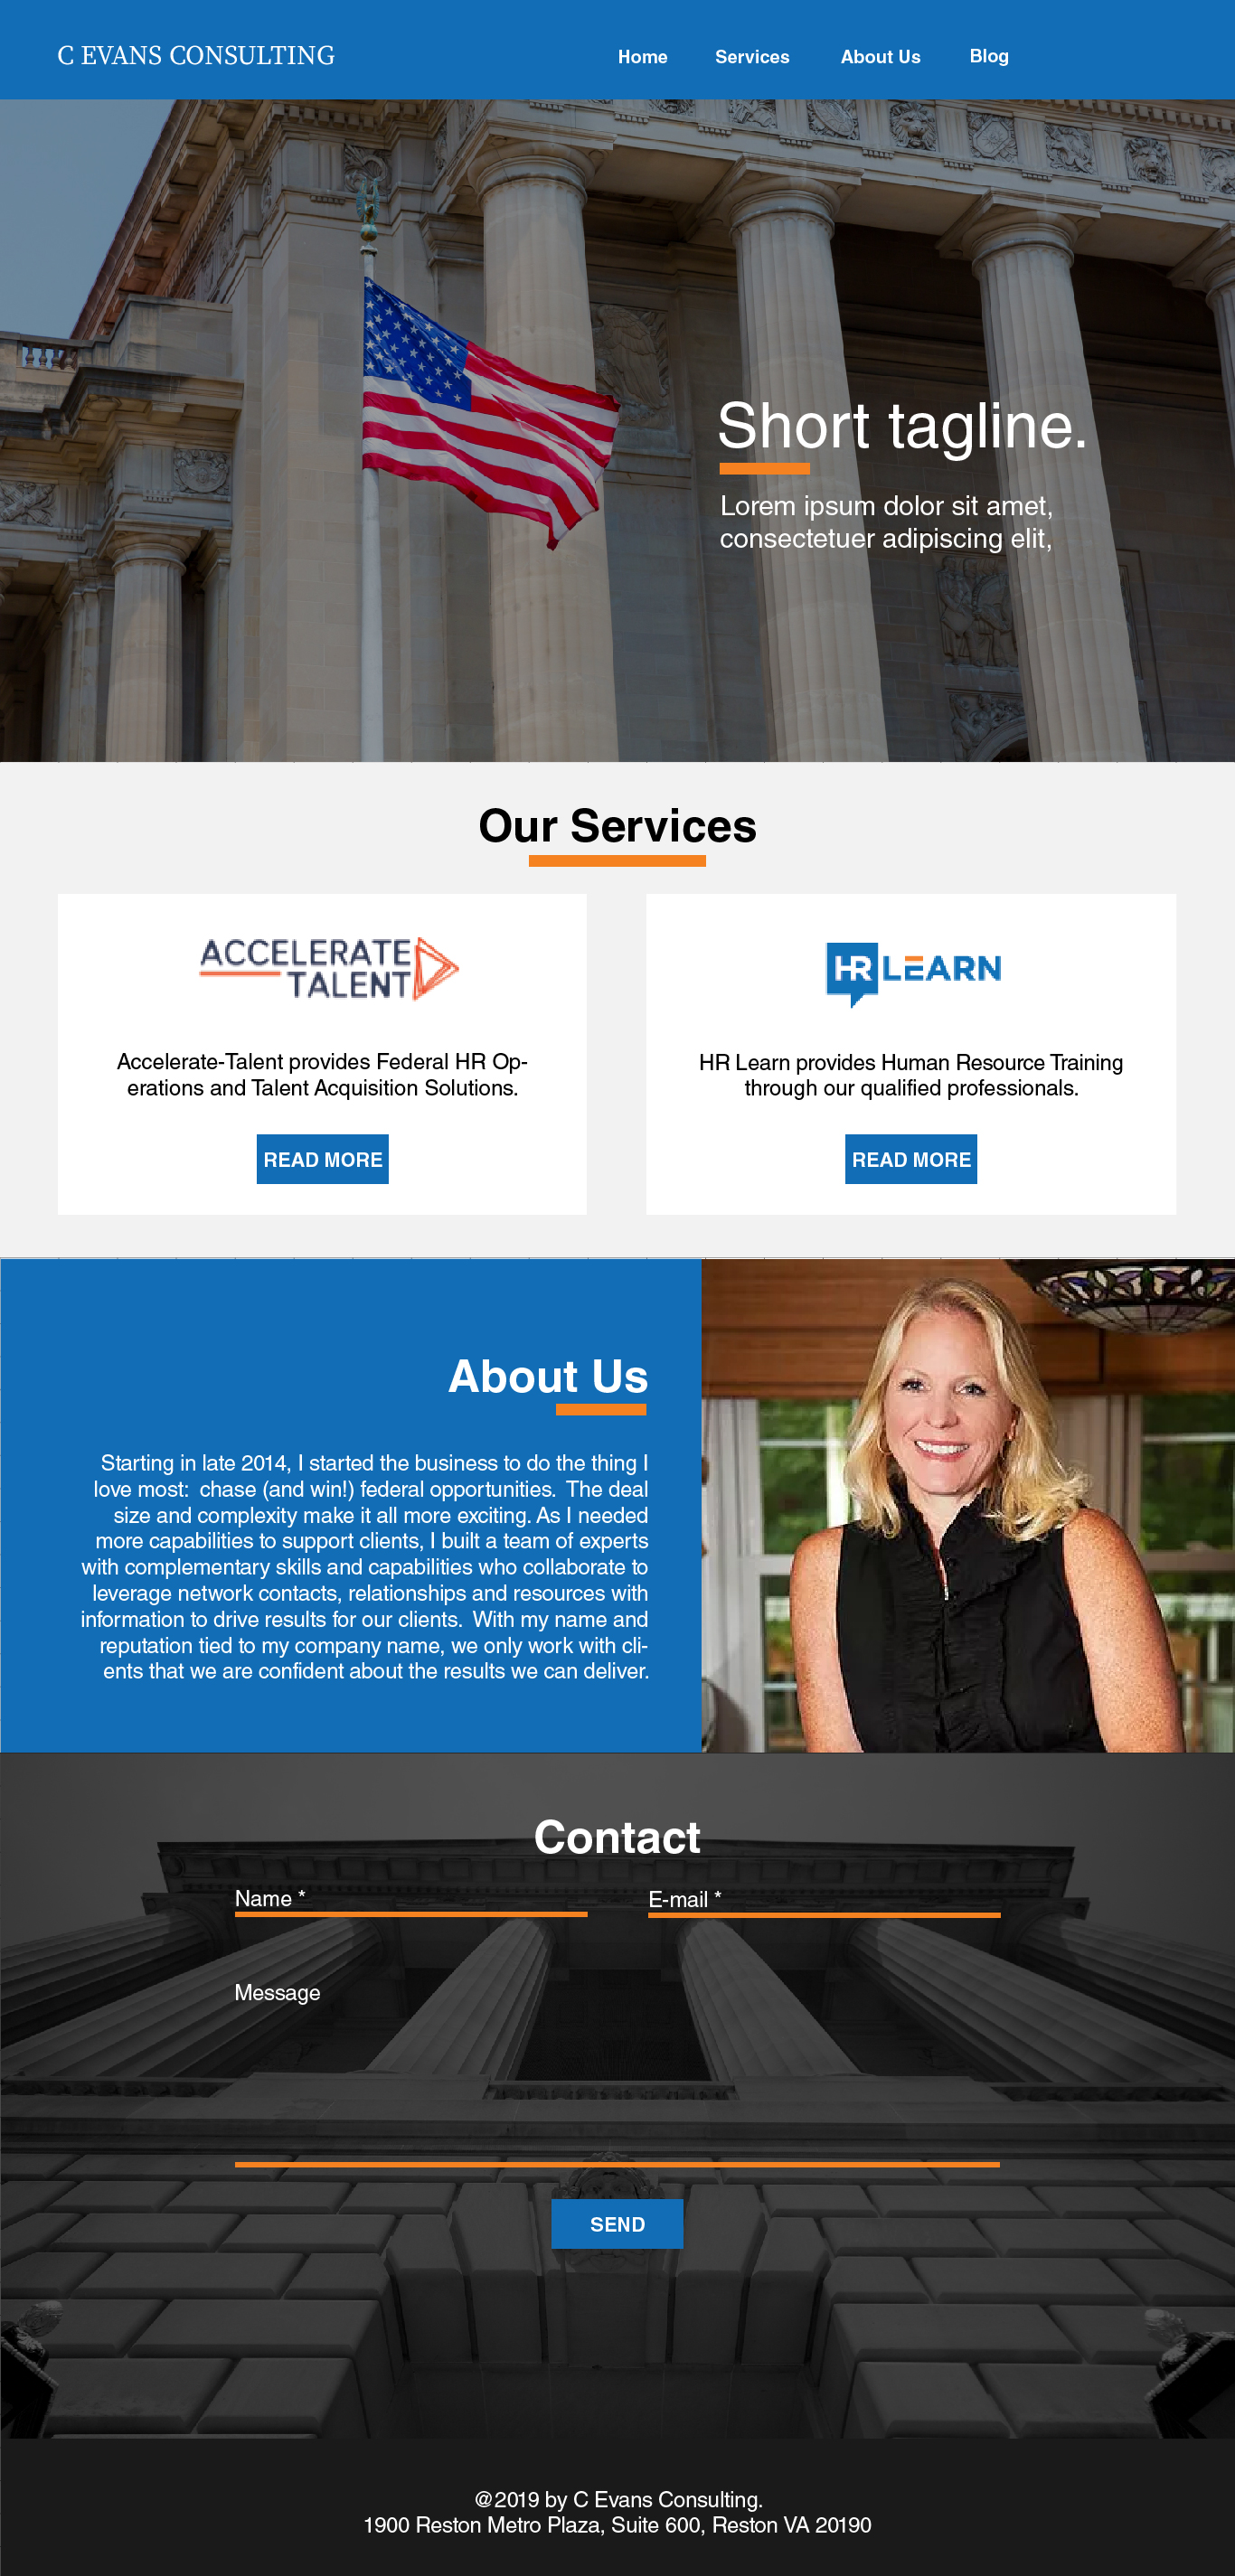 C EVANS CONSULTING
Home Services About Us Blog
Short tagline.
Lorem ipsum dolor sit amet,
consectetuer adipiscing elit,
Our Services
ACCELERATE
TALENT
Accelerate-Talent provides Federal HR Op-
erations and Talent Acquisition Solutions.
READ MORE
HR LEARN
HR Learn provides Human Resource Training
through our qualified professionals.
READ MORE
About Us
Starting in late 2014, I started the business to do the thing I
love most:  chase (and win!) federal opportunities.  The deal
size and complexity make it all more exciting. As I needed
more capabilities to support clients, I built a team of experts
with complementary skills and capabilities who collaborate to
leverage network contacts, relationships and resources with
information to drive results for our clients.  With my name and
reputation tied to my company name, we only work with cli-
ents that we are confident about the results we can deliver.
Contact
Name * E-mail *
Message
SEND
@2019 by C Evans Consulting.
1900 Reston Metro Plaza, Suite 600, Reston VA 20190